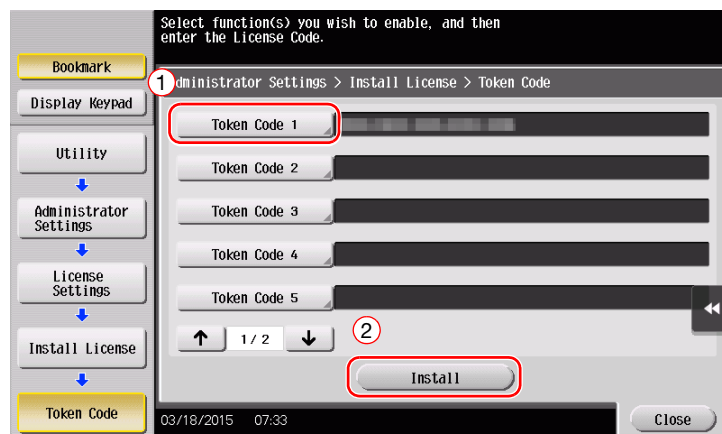 Select function(s) you wish to enable, and then
enter the License Code.
Bookmark
Display Keypad
Utility
Administrator
Settings
License
Settings
Install License
Token Code
1
dministrator Settings > Install License > Token Code
Token Code 1
Token Code 2
Token Code 3
Token Code 4
Token Code 5
1/ 2
2
Install
03/18/2015 07:33
Close